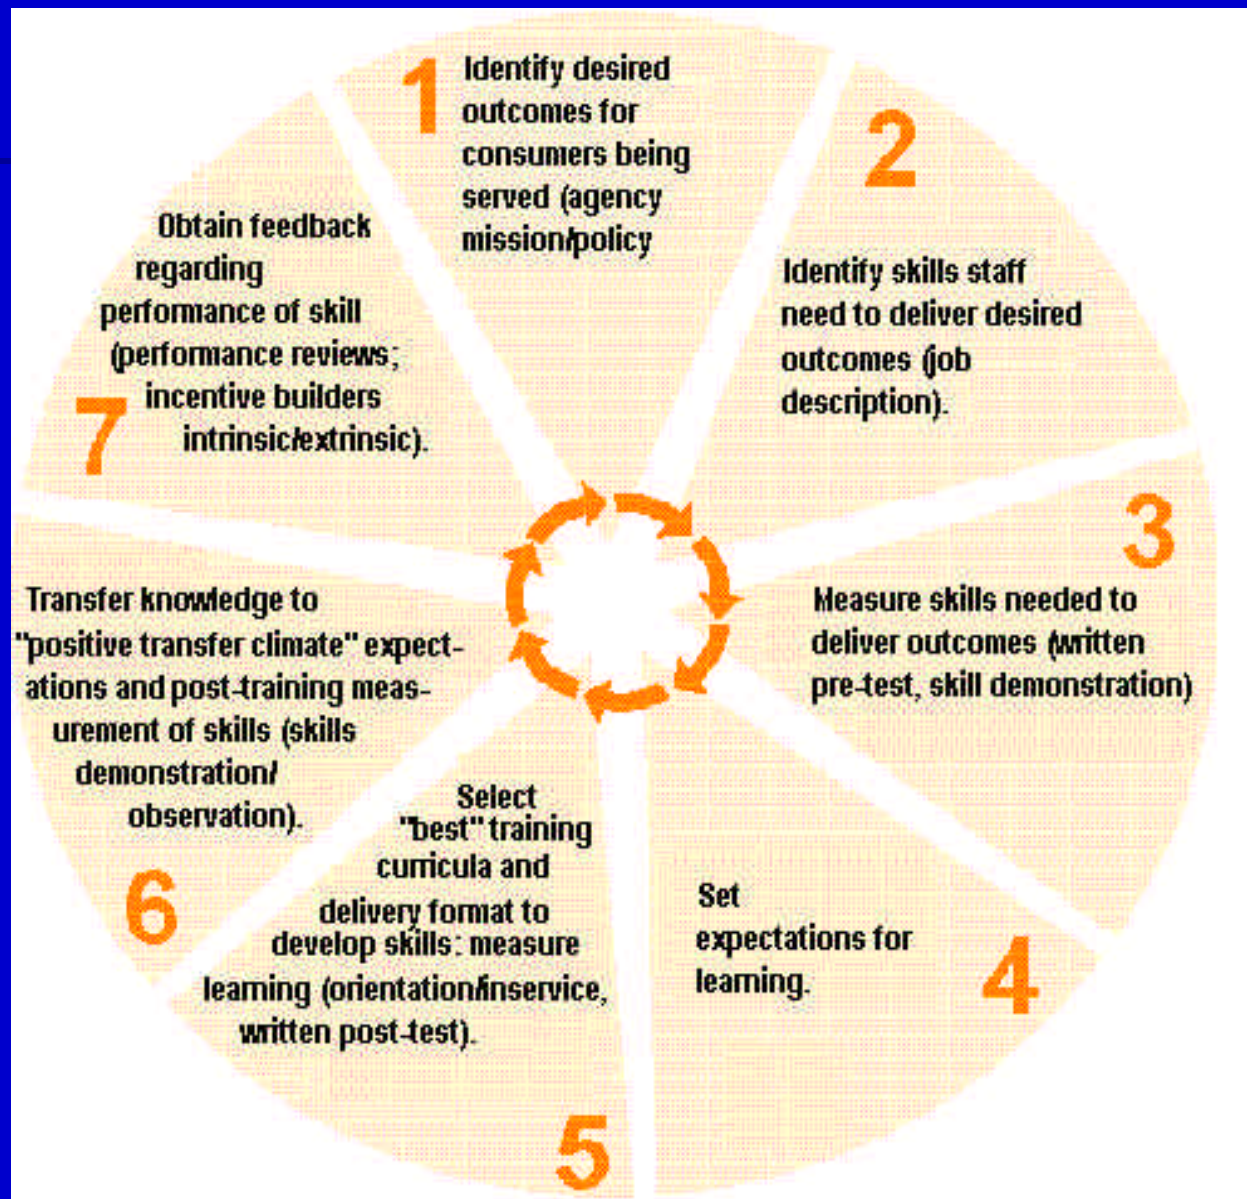 1
Identify desired
outcomes for
consumers being
served (agency
mission/policy
2
Identify skills staff
need to deliver desired
outcomes (job
description).
3
Measure skills needed to
deliver outcomes (written
pre-test, skill demonstration)
4
Set
expectations for
learning.
5
Select
"best" training
curricula and
delivery format to
develop skills: measure
learning (orientation/inservice,
written post-test).
6
Transfer knowledge to
"positive transfer climate" expect-
ations and post-training meas-
urement of skills (skills
demonstration/
observation).
7
Obtain feedback
regarding
performance of skill
(performance reviews;
incentive builders
intrinsic/extrinsic).